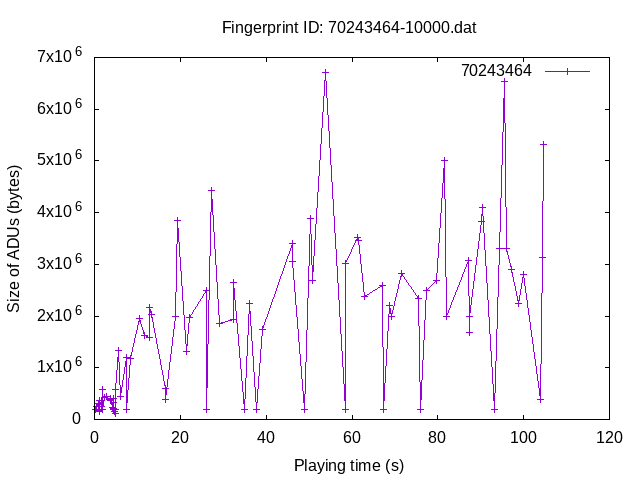 Fingerprint ID: 70243464-10000.dat
70243464
7x10^6
6x10^6
5x10^6
4x10^6
3x10^6
2x10^6
1x10^6
0
Size of ADUs (bytes)
0 20 40 60 80 100 120
Playing time (s)